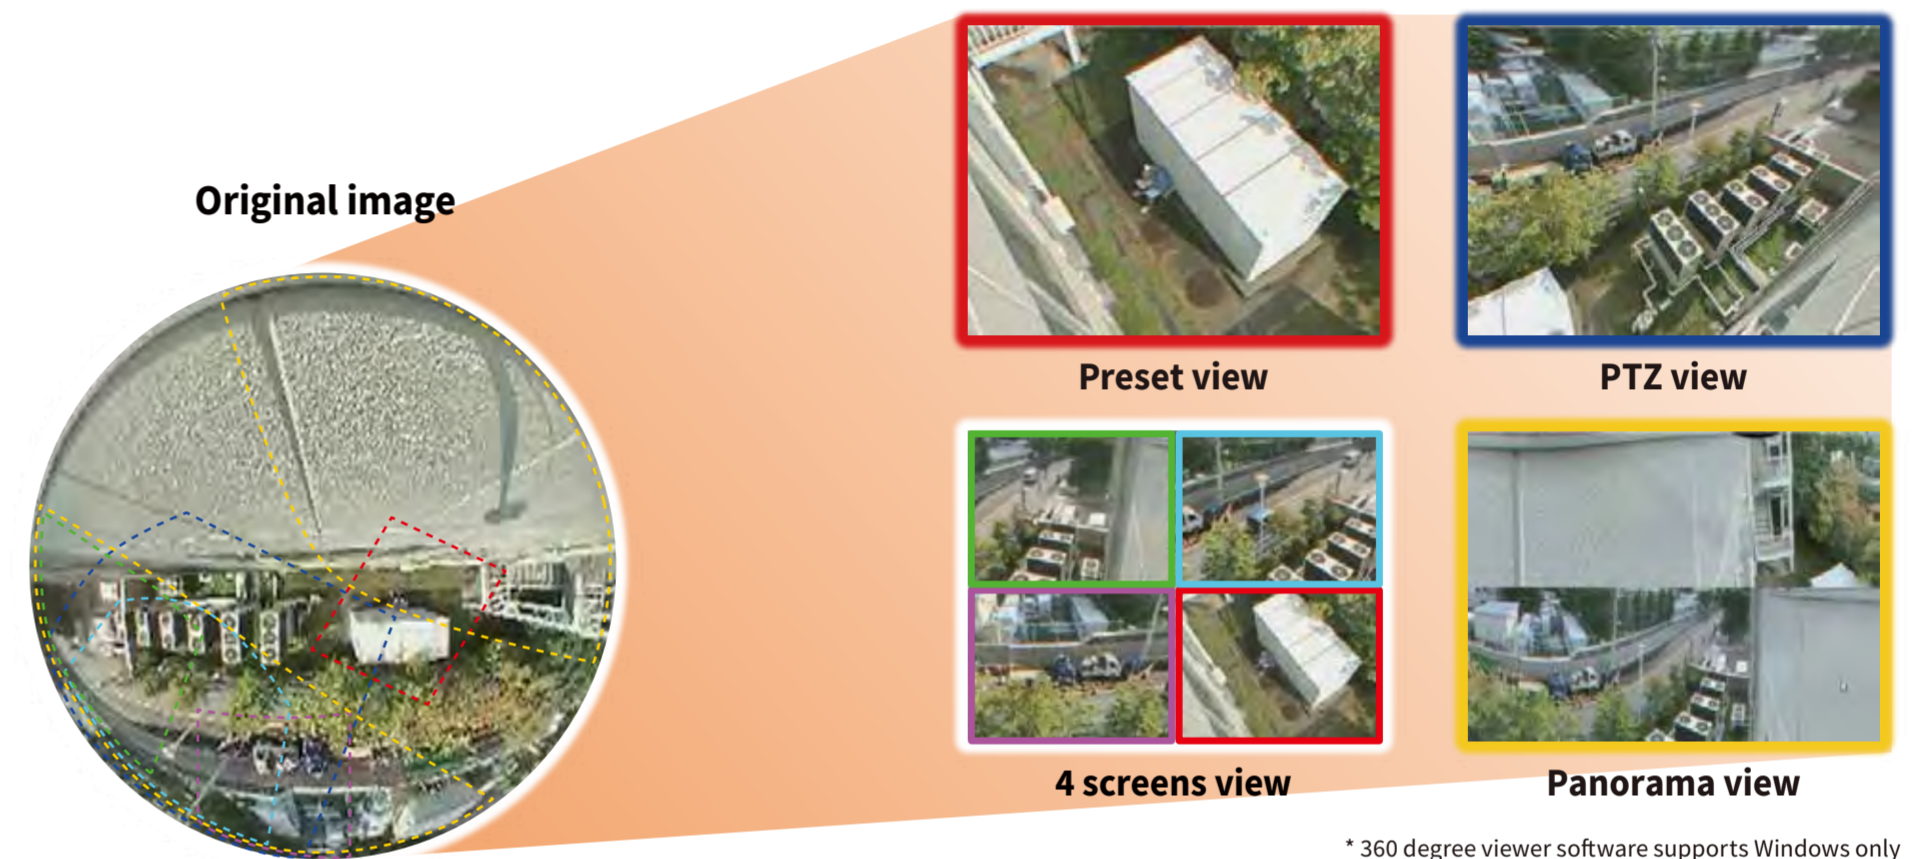 Original image
Preset view
PTZ view
4 screens view
Panorama view
* 360 degree viewer software supports Windows only